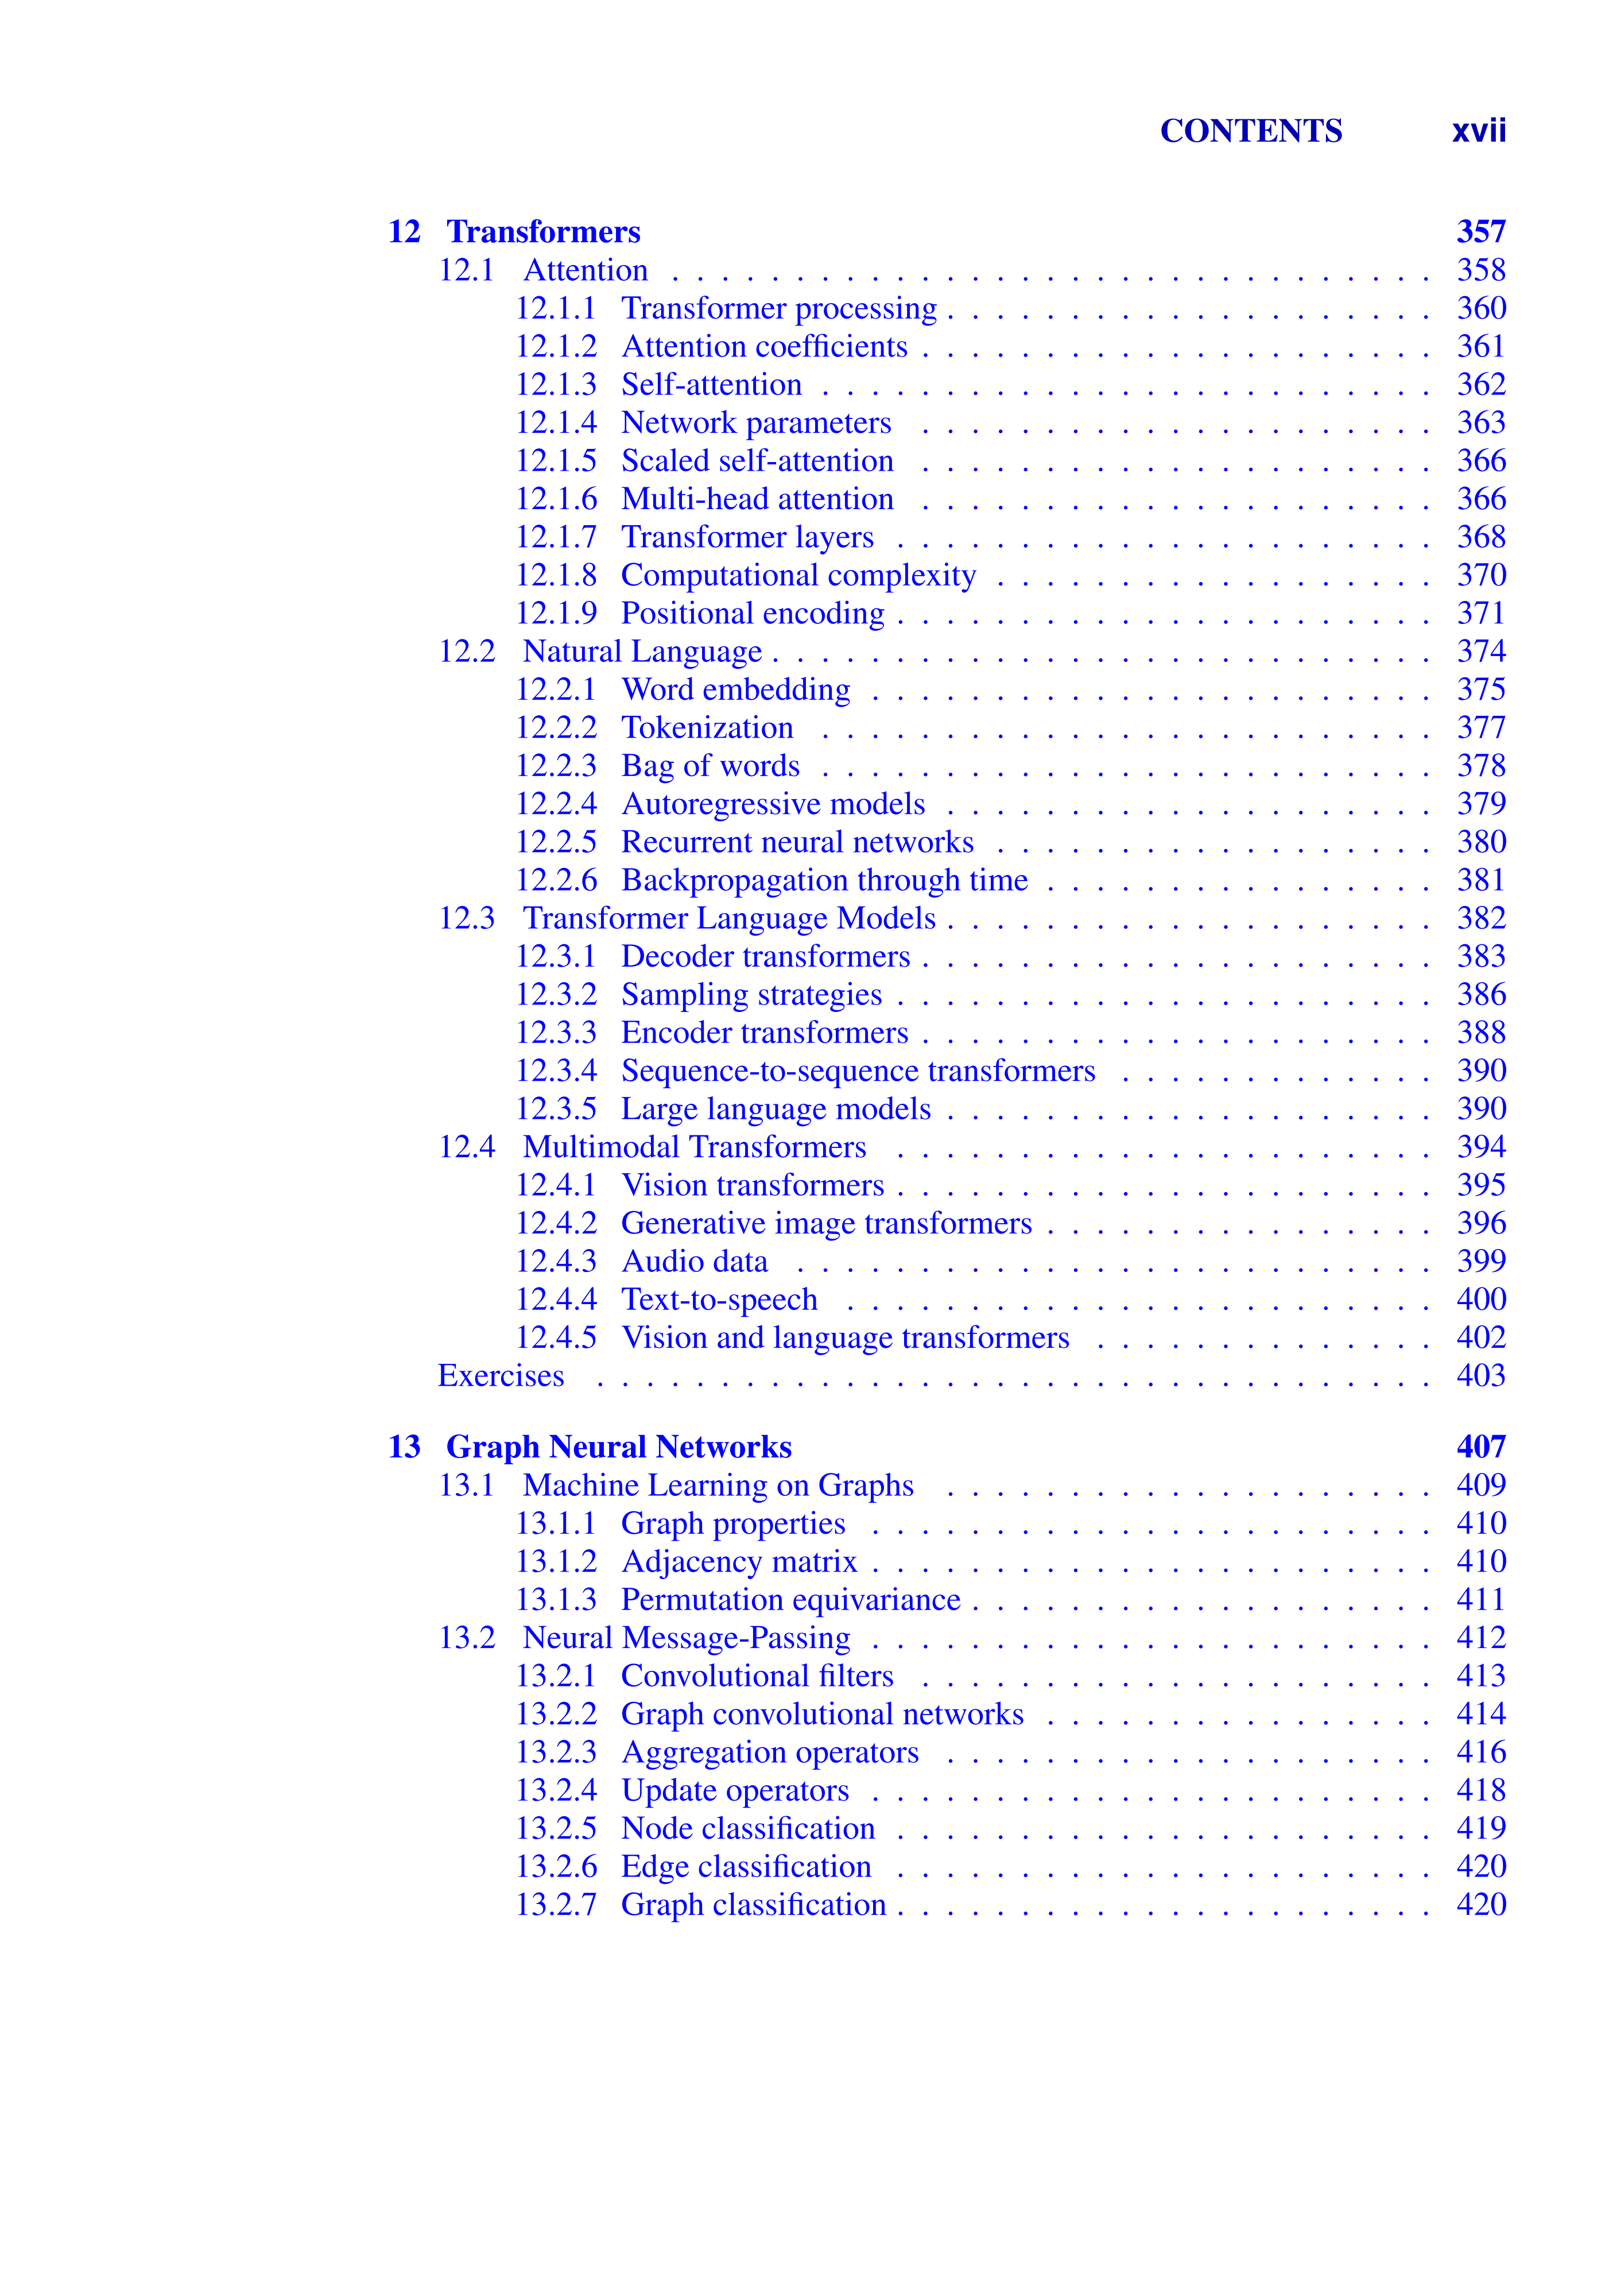 CONTENTS xvii
12 Transformers 357
12.1 Attention . . . . . . . . . . . . . . . . . . . . . . . . . . . . . . . 358
12.1.1 Transformer processing . . . . . . . . . . . . . . . . . . . . 360
12.1.2 Attention coefficients . . . . . . . . . . . . . . . . . . . . . 361
12.1.3 Self-attention . . . . . . . . . . . . . . . . . . . . . . . . . 362
12.1.4 Network parameters . . . . . . . . . . . . . . . . . . . . . 363
12.1.5 Scaled self-attention . . . . . . . . . . . . . . . . . . . . . 366
12.1.6 Multi-head attention . . . . . . . . . . . . . . . . . . . . . 366
12.1.7 Transformer layers . . . . . . . . . . . . . . . . . . . . . . 368
12.1.8 Computational complexity . . . . . . . . . . . . . . . . . . 370
12.1.9 Positional encoding . . . . . . . . . . . . . . . . . . . . . . 371
12.2 Natural Language . . . . . . . . . . . . . . . . . . . . . . . . . . . 374
12.2.1 Word embedding . . . . . . . . . . . . . . . . . . . . . . . 375
12.2.2 Tokenization . . . . . . . . . . . . . . . . . . . . . . . . . 377
12.2.3 Bag of words . . . . . . . . . . . . . . . . . . . . . . . . . 378
12.2.4 Autoregressive models . . . . . . . . . . . . . . . . . . . . 379
12.2.5 Recurrent neural networks . . . . . . . . . . . . . . . . . . 380
12.2.6 Backpropagation through time . . . . . . . . . . . . . . . . 381
12.3 Transformer Language Models . . . . . . . . . . . . . . . . . . . . 382
12.3.1 Decoder transformers . . . . . . . . . . . . . . . . . . . . . 383
12.3.2 Sampling strategies . . . . . . . . . . . . . . . . . . . . . . 386
12.3.3 Encoder transformers . . . . . . . . . . . . . . . . . . . . . 388
12.3.4 Sequence-to-sequence transformers . . . . . . . . . . . . . 390
12.3.5 Large language models . . . . . . . . . . . . . . . . . . . . 390
12.4 Multimodal Transformers . . . . . . . . . . . . . . . . . . . . . . 394
12.4.1 Vision transformers . . . . . . . . . . . . . . . . . . . . . . 395
12.4.2 Generative image transformers . . . . . . . . . . . . . . . . 396
12.4.3 Audio data . . . . . . . . . . . . . . . . . . . . . . . . . . 399
12.4.4 Text-to-speech . . . . . . . . . . . . . . . . . . . . . . . . 400
12.4.5 Vision and language transformers . . . . . . . . . . . . . . 402
Exercises . . . . . . . . . . . . . . . . . . . . . . . . . . . . . . . . . . 403
13 Graph Neural Networks 407
13.1 Machine Learning on Graphs . . . . . . . . . . . . . . . . . . . . 409
13.1.1 Graph properties . . . . . . . . . . . . . . . . . . . . . . . 410
13.1.2 Adjacency matrix . . . . . . . . . . . . . . . . . . . . . . . 410
13.1.3 Permutation equivariance . . . . . . . . . . . . . . . . . . . 411
13.2 Neural Message-Passing . . . . . . . . . . . . . . . . . . . . . . . 412
13.2.1 Convolutional filters . . . . . . . . . . . . . . . . . . . . . 413
13.2.2 Graph convolutional networks . . . . . . . . . . . . . . . . 414
13.2.3 Aggregation operators . . . . . . . . . . . . . . . . . . . . 416
13.2.4 Update operators . . . . . . . . . . . . . . . . . . . . . . . 418
13.2.5 Node classification . . . . . . . . . . . . . . . . . . . . . . 419
13.2.6 Edge classification . . . . . . . . . . . . . . . . . . . . . . 420
13.2.7 Graph classification . . . . . . . . . . . . . . . . . . . . . . 420